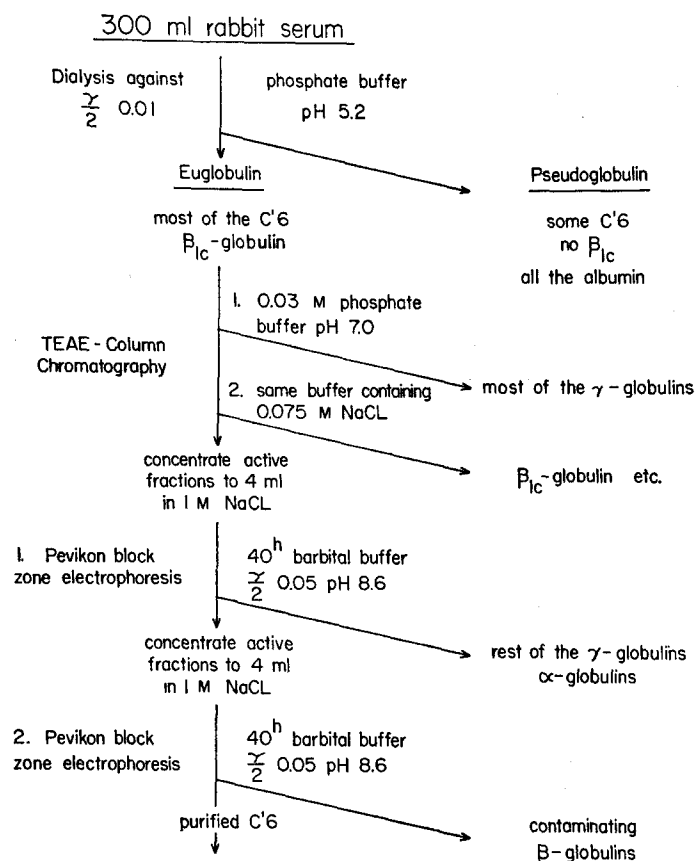 300 ml rabbit serum
Dialysis against
γ/2 0.01
phosphate buffer
pH 5.2
Euglobulin
most of the C'6
β1c-globulin
Pseudoglobulin
some C'6
no β1c
all the albumin
TEAE-Column
Chromatography
1. 0.03 M phosphate
buffer pH 7.0
most of the γ-globulins
2. same buffer containing
0.075 M NaCL
β1c-globulin etc.
concentrate active
fractions to 4 ml
in 1 M NaCL
1. Pevikon block
zone electrophoresis
40h barbital buffer
γ/2 0.05 pH 8.6
rest of the γ-globulins
α-globulins
concentrate active
fractions to 4 ml
in 1 M NaCL
2. Pevikon block
zone electrophoresis
40h barbital buffer
γ/2 0.05 pH 8.6
purified C'6
contaminating
β-globulins